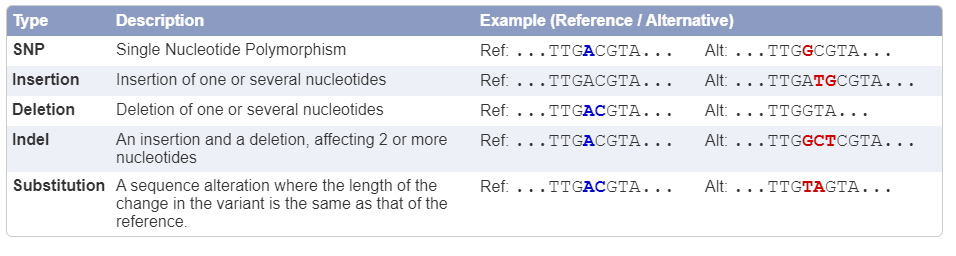 Type Description Example (Reference / Alternative)
SNP Single Nucleotide Polymorphism Ref: ...TTGACGTA... Alt: ...TTGGCGTA...
Insertion Insertion of one or several nucleotides Ref: ...TTGACGTA... Alt: ...TTGATGCGTA...
Deletion Deletion of one or several nucleotides Ref: ...TTGACGTA... Alt: ...TTGGTA...
Indel An insertion and a deletion, affecting 2 or more Ref: ...TTGACGTA... Alt: ...TTGGCTCGTA...
nucleotides
Substitution A sequence alteration where the length of the Ref: ...TTGACGTA... Alt: ...TTGTAGTA...
change in the variant is the same as that of the
reference.